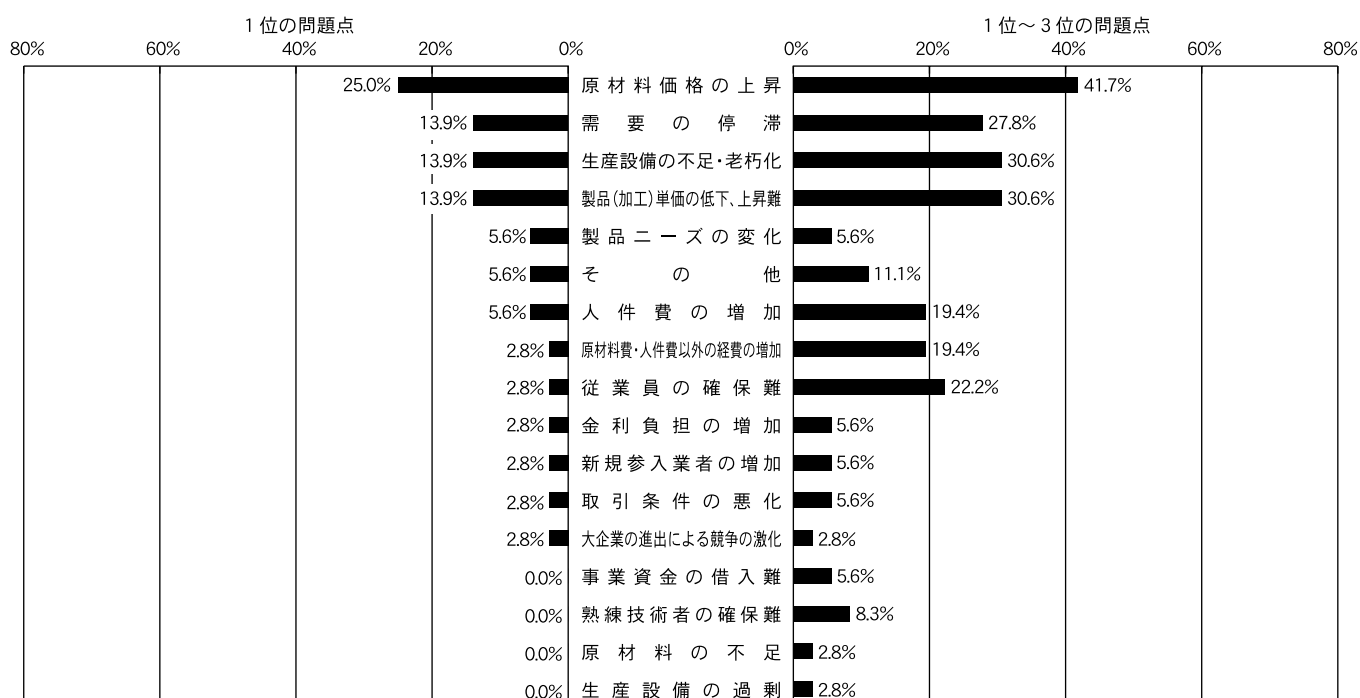 1位の問題点 1位～3位の問題点
80% 60% 40% 20% 0% 0% 20% 40% 60% 80%
25.0% 原材料価格の上昇 41.7%
13.9% 需要の停滞 27.8%
13.9% 生産設備の不足・老朽化 30.6%
13.9% 製品(加工)単価の低下、上昇難 30.6%
5.6% 製品ニーズの変化 5.6%
5.6% その他 11.1%
5.6% 人件費の増加 19.4%
2.8% 原材料費・人件費以外の経費の増加 19.4%
2.8% 従業員の確保難 22.2%
2.8% 金利負担の増加 5.6%
2.8% 新規参入業者の増加 5.6%
2.8% 取引条件の悪化 5.6%
2.8% 大企業の進出による競争の激化 2.8%
0.0% 事業資金の借入難 5.6%
0.0% 熟練技術者の確保難 8.3%
0.0% 原材料の不足 2.8%
0.0% 生産設備の過剰 2.8%